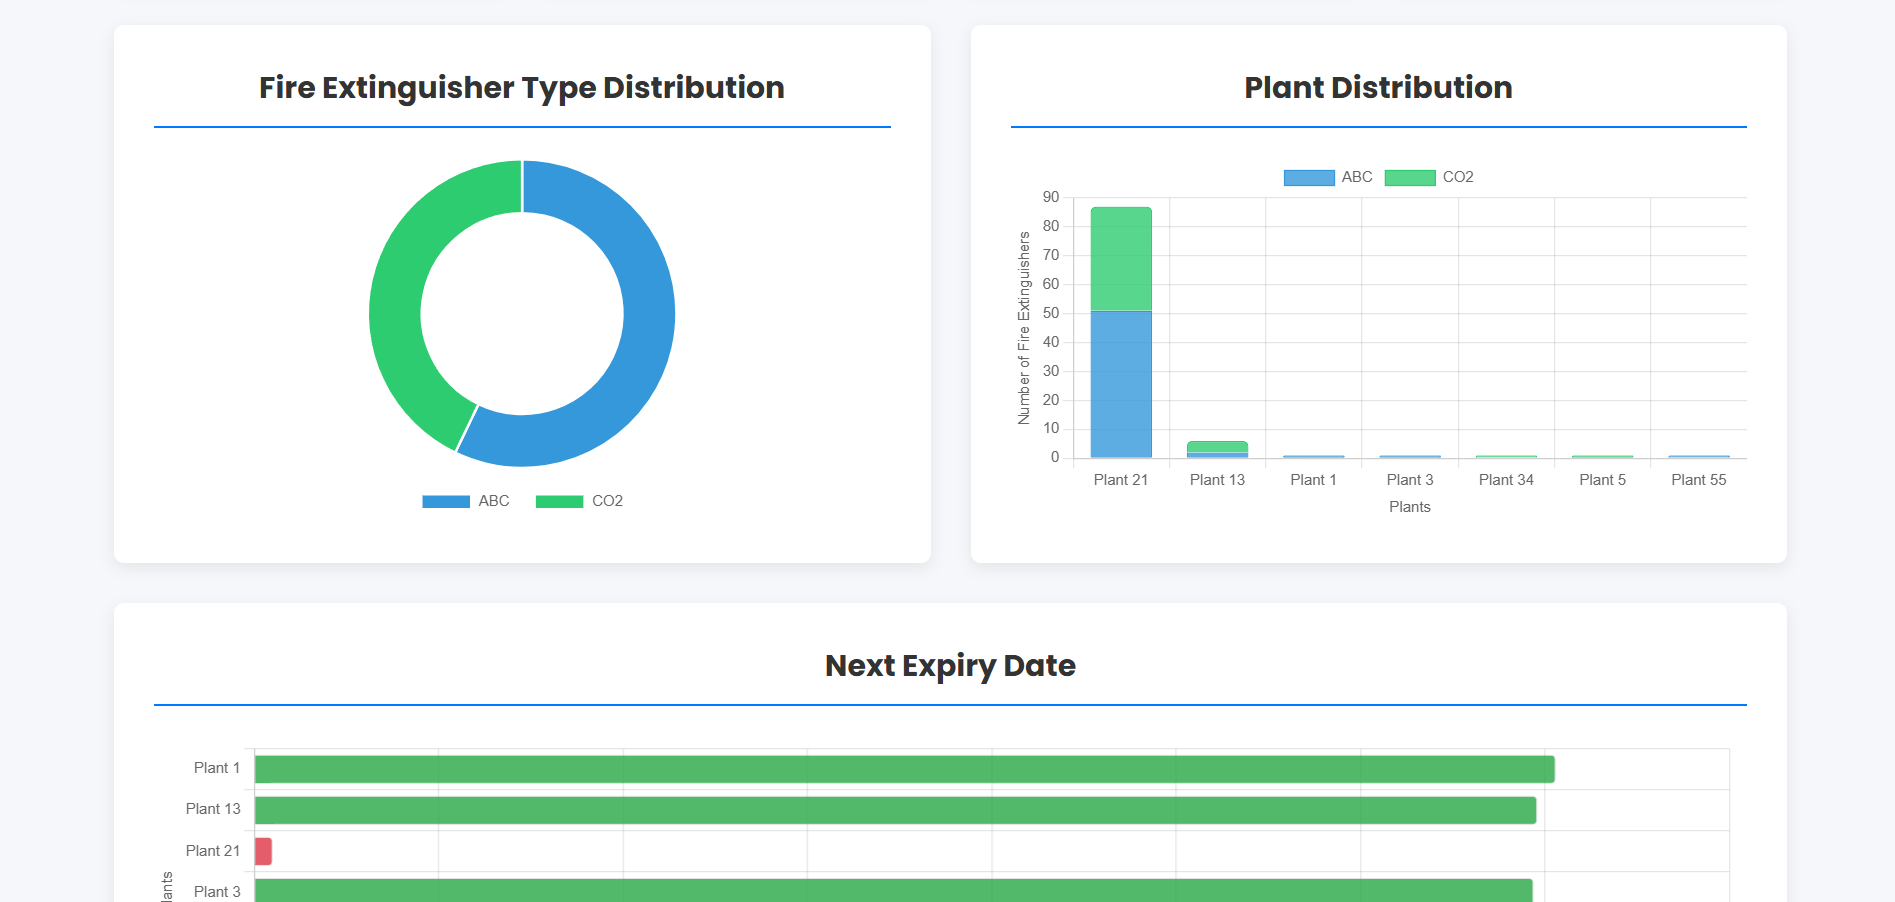 Fire Extinguisher Type Distribution
ABC CO2
Plant Distribution
ABC CO2
Number of Fire Extinguishers
90
80
70
60
50
40
30
20
10
0
Plant 21 Plant 13 Plant 1 Plant 3 Plant 34 Plant 5 Plant 55
Plants
Next Expiry Date
Plant 1
Plant 13
Plant 21
Plant 3
lants